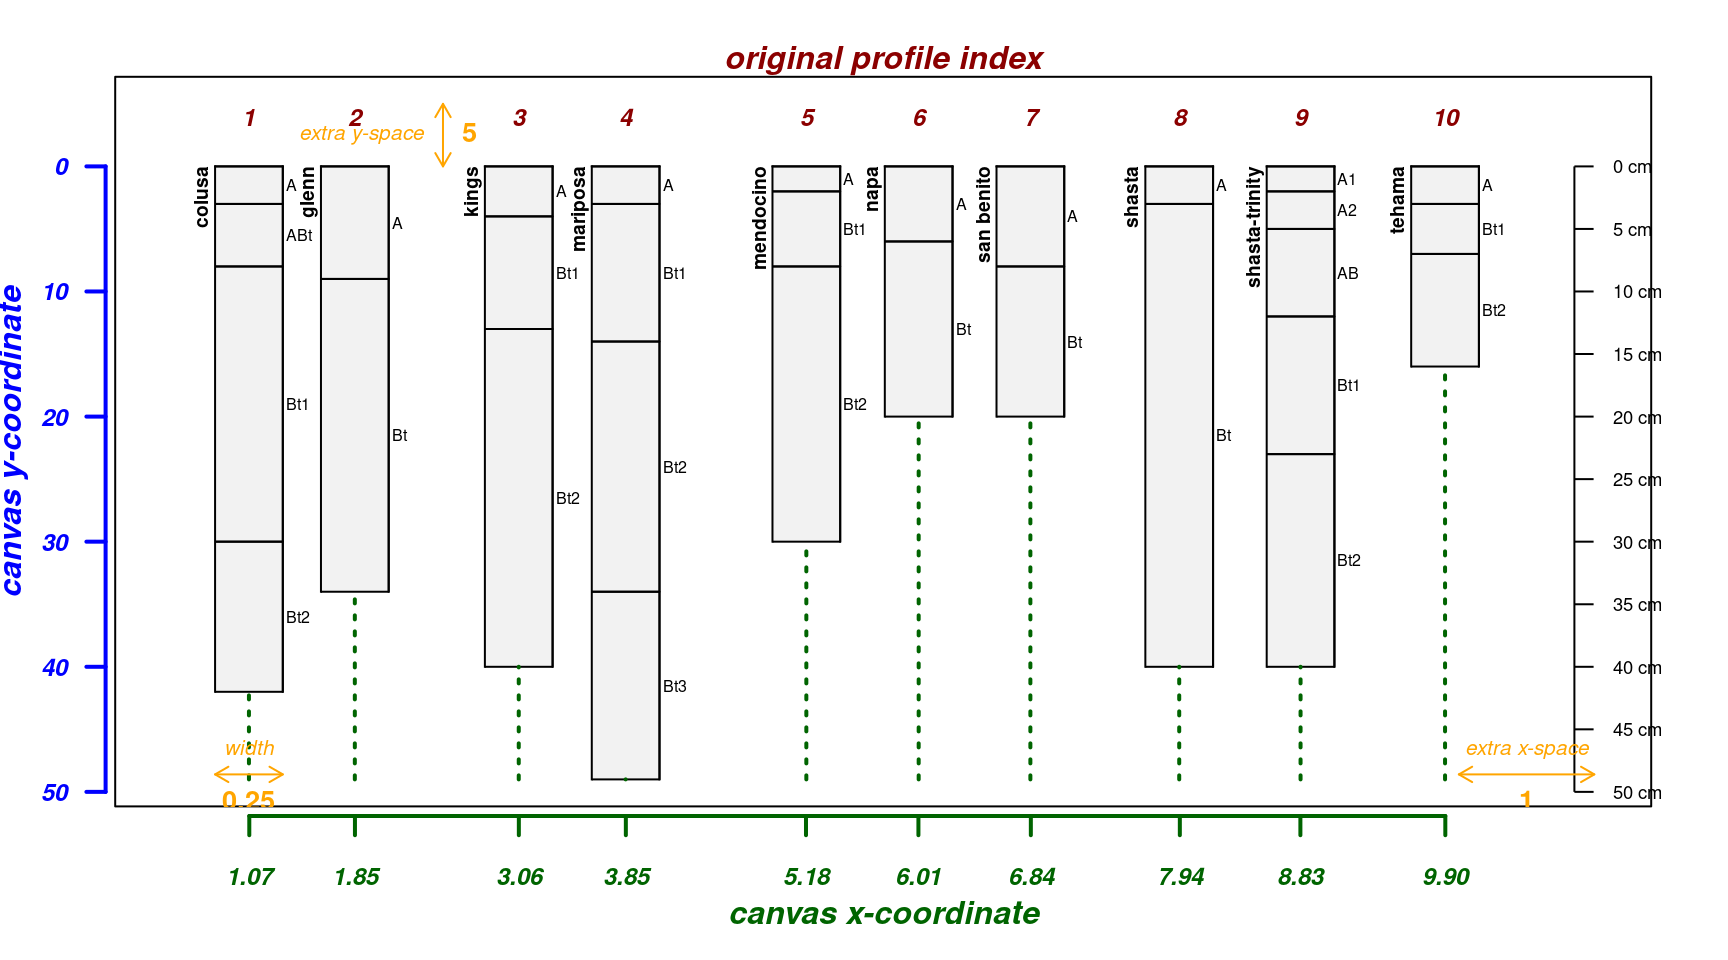 original profile index
1 2 3 4 5 6 7 8 9 10
extra y-space 5
canvas y-coordinate
0
10
20
30
40
50
colusa
A
ABt
Bt1
Bt2
glenn
A
Bt
kings
A
Bt1
Bt2
mariposa
A
Bt1
Bt2
Bt3
mendocino
A
Bt1
Bt2
napa
A
Bt
san benito
A
Bt
shasta
A
Bt
shasta-trinity
A1
A2
AB
Bt1
Bt2
tehama
A
Bt1
Bt2
0 cm
5 cm
10 cm
15 cm
20 cm
25 cm
30 cm
35 cm
40 cm
45 cm
50 cm
width
0.25
extra x-space
1
1.07 1.85 3.06 3.85 5.18 6.01 6.84 7.94 8.83 9.90
canvas x-coordinate